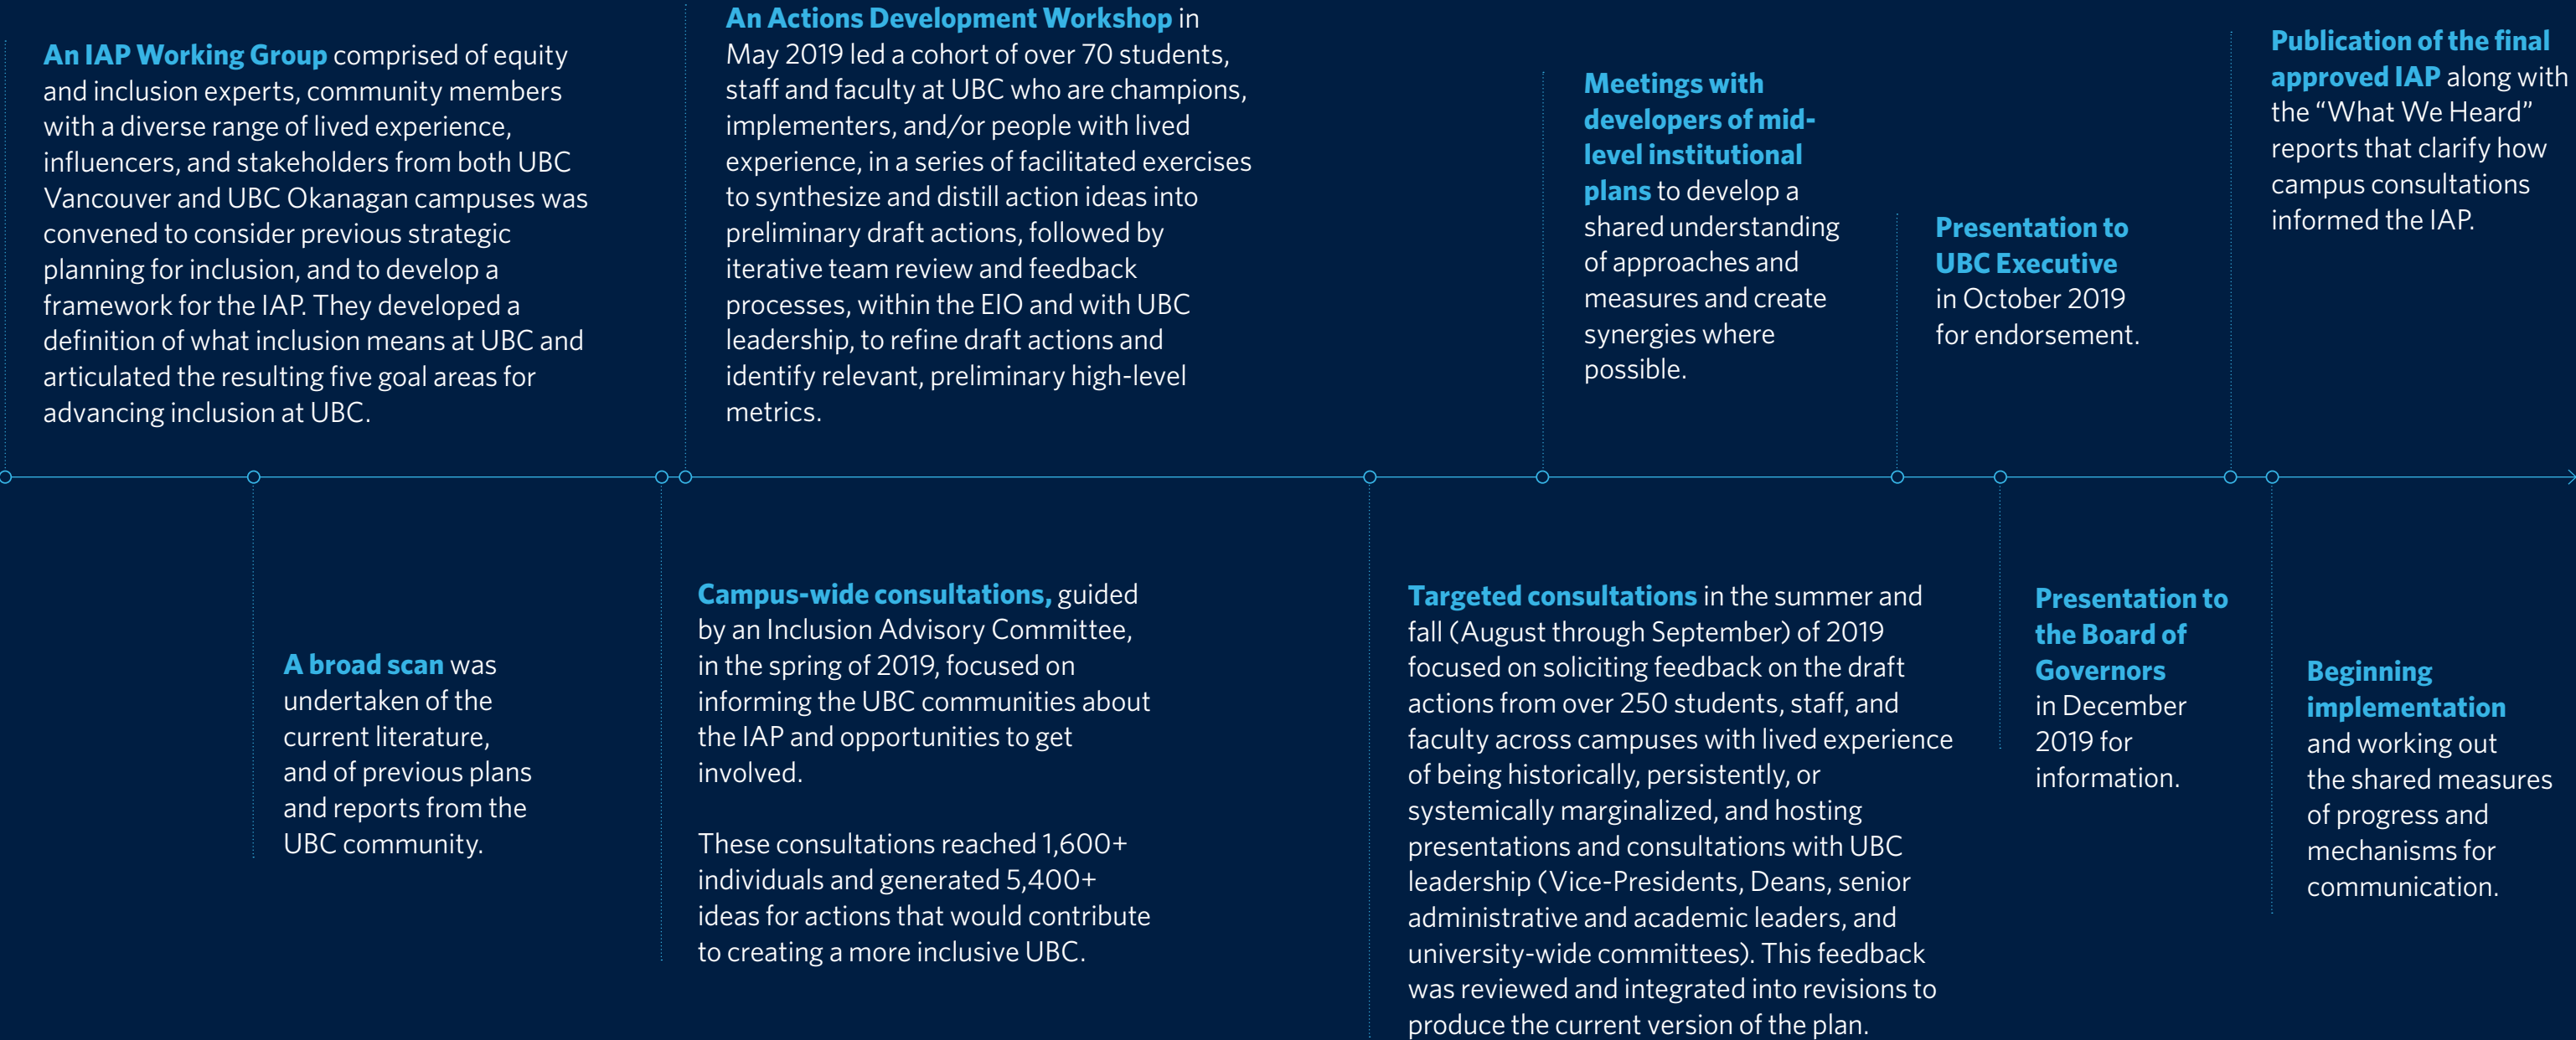 An IAP Working Group comprised of equity
and inclusion experts, community members
with a diverse range of lived experience,
influencers, and stakeholders from both UBC
Vancouver and UBC Okanagan campuses was
convened to consider previous strategic
planning for inclusion, and to develop a
framework for the IAP. They developed a
definition of what inclusion means at UBC and
articulated the resulting five goal areas for
advancing inclusion at UBC.
A broad scan was
undertaken of the
current literature,
and of previous plans
and reports from the
UBC community.
Campus-wide consultations, guided
by an Inclusion Advisory Committee,
in the spring of 2019, focused on
informing the UBC communities about
the IAP and opportunities to get
involved.
These consultations reached 1,600+
individuals and generated 5,400+
ideas for actions that would contribute
to creating a more inclusive UBC.
An Actions Development Workshop in
May 2019 led a cohort of over 70 students,
staff and faculty at UBC who are champions,
implementers, and/or people with lived
experience, in a series of facilitated exercises
to synthesize and distill action ideas into
preliminary draft actions, followed by
iterative team review and feedback
processes, within the EIO and with UBC
leadership, to refine draft actions and
identify relevant, preliminary high-level
metrics.
Targeted consultations in the summer and
fall (August through September) of 2019
focused on soliciting feedback on the draft
actions from over 250 students, staff, and
faculty across campuses with lived experience
of being historically, persistently, or
systemically marginalized, and hosting
presentations and consultations with UBC
leadership (Vice-Presidents, Deans, senior
administrative and academic leaders, and
university-wide committees). This feedback
was reviewed and integrated into revisions to
produce the current version of the plan.
Meetings with
developers of mid-
level institutional
plans to develop a
shared understanding
of approaches and
measures and create
synergies where
possible.
Presentation to
UBC Executive
in October 2019
for endorsement.
Presentation to
the Board of
Governors
in December
2019 for
information.
Publication of the final
approved IAP along with
the “What We Heard”
reports that clarify how
campus consultations
informed the IAP.
Beginning
implementation
and working out
the shared measures
of progress and
mechanisms for
communication.